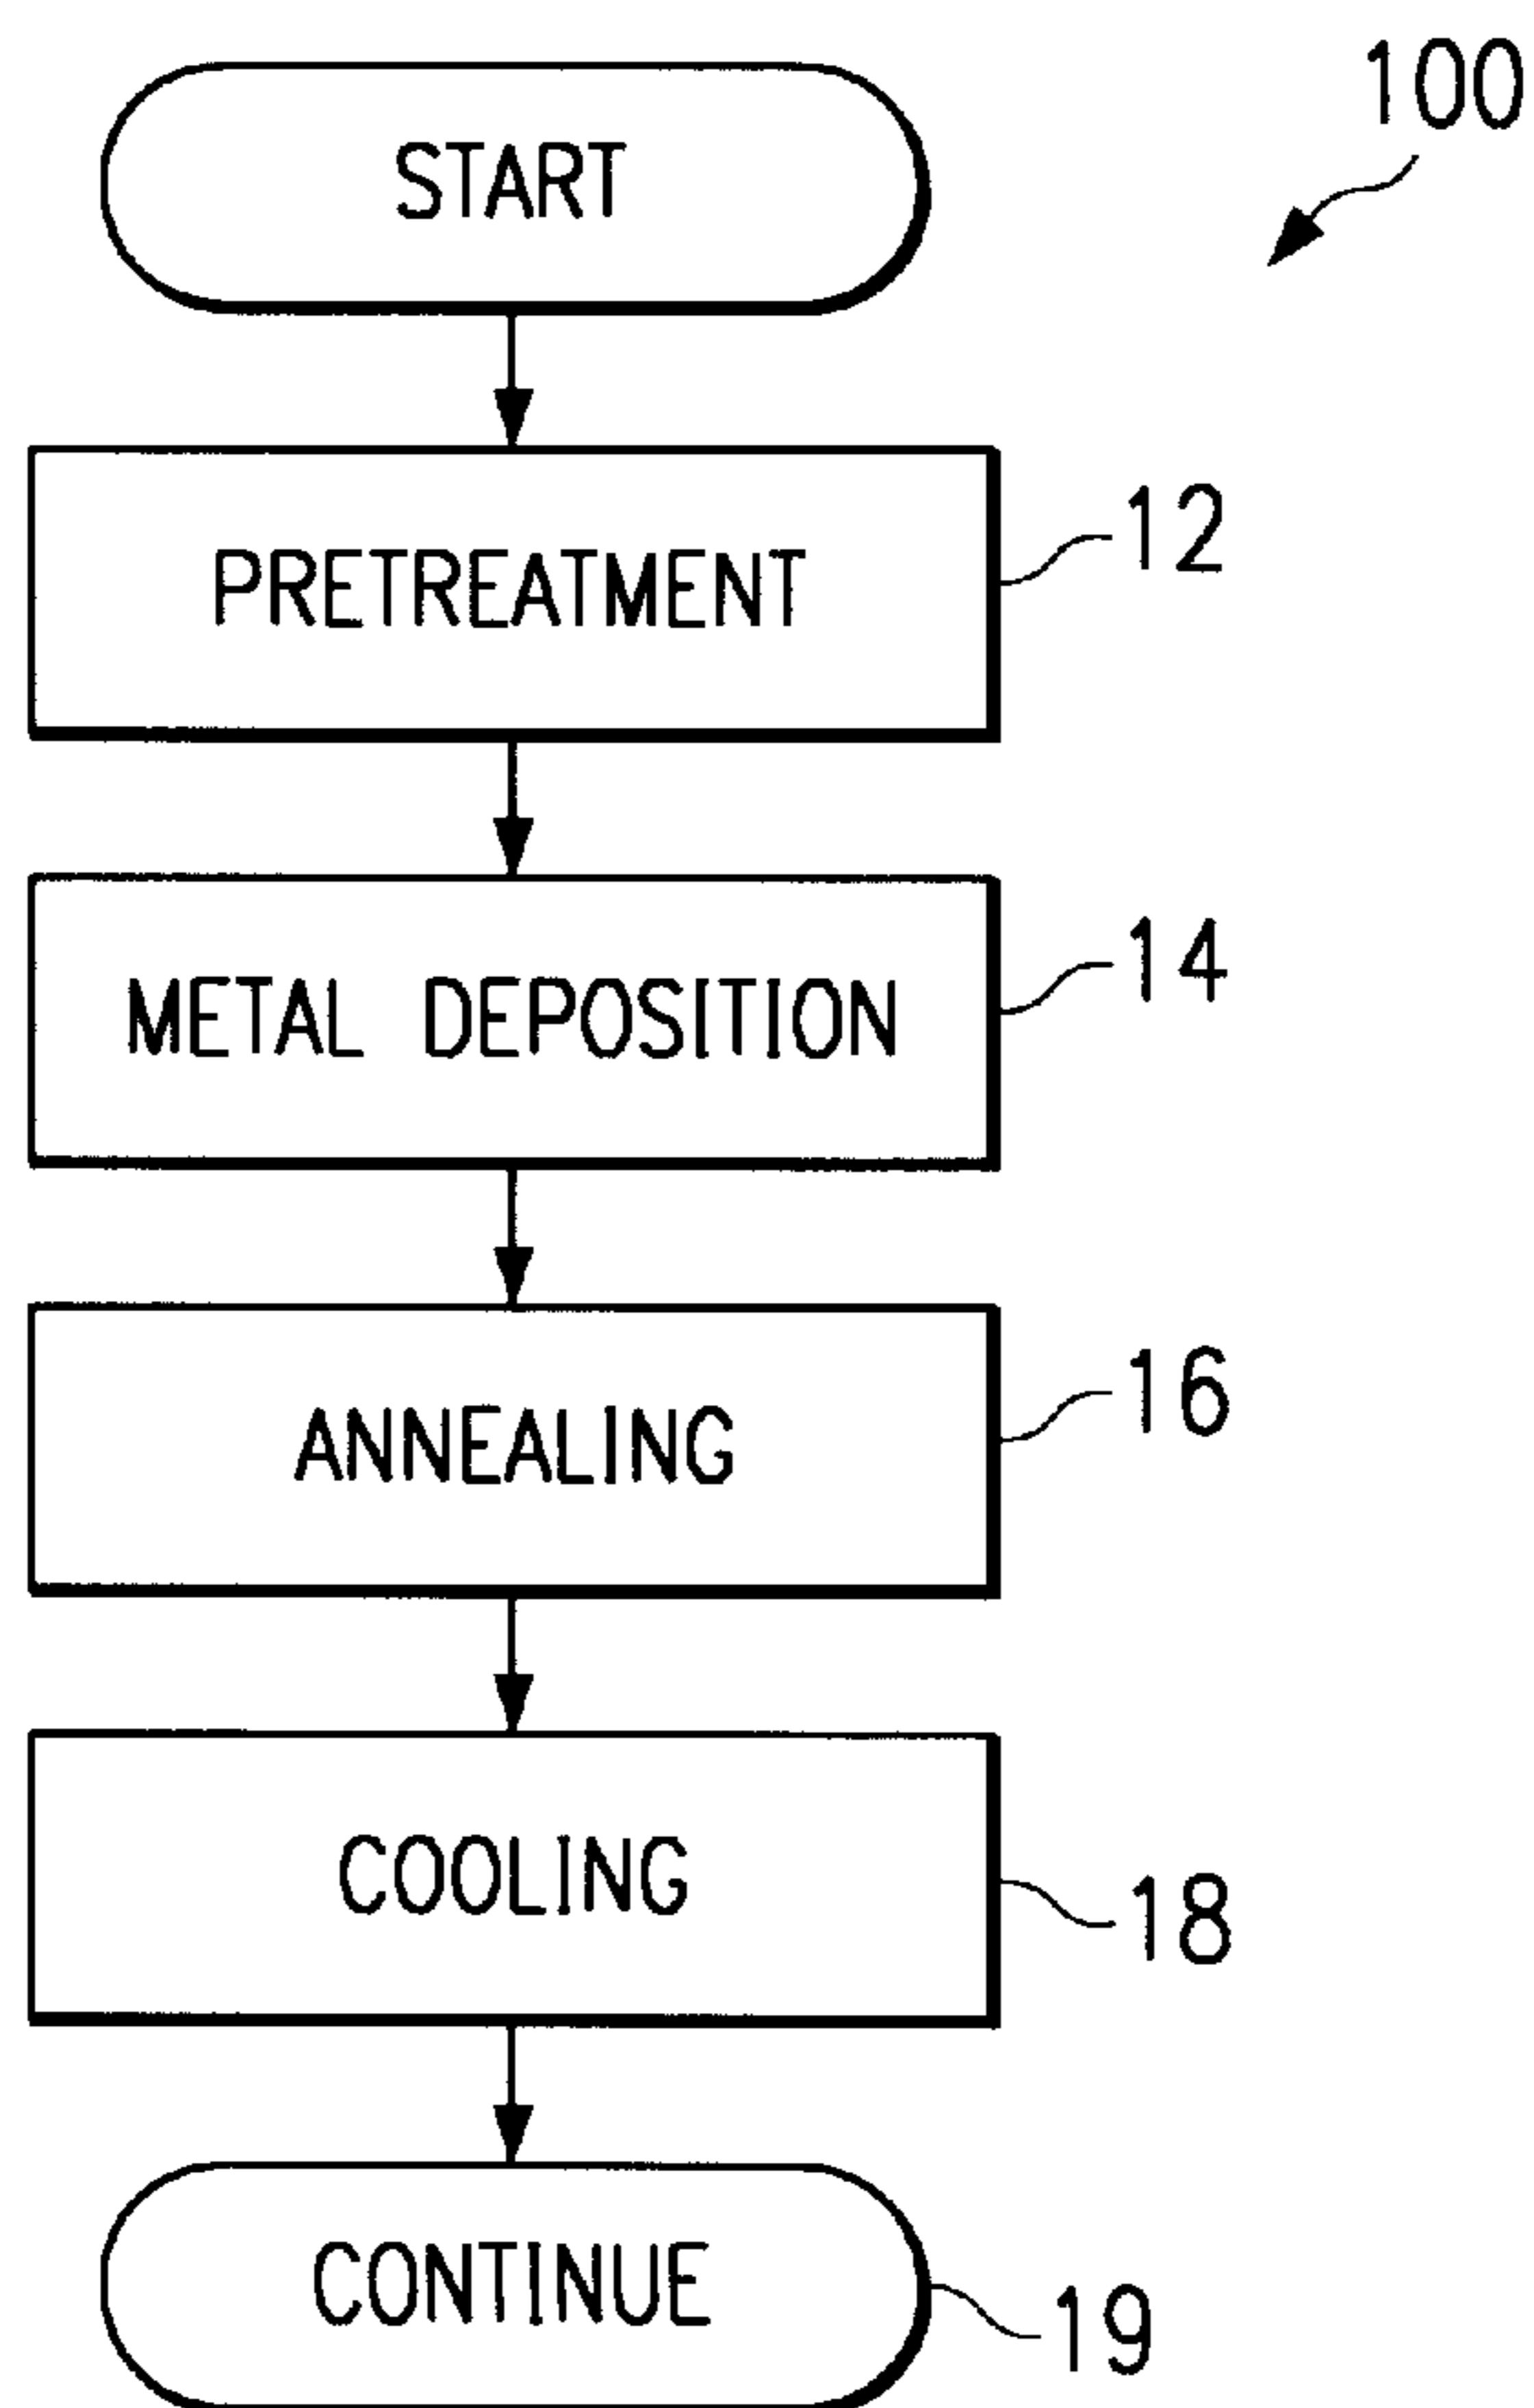 100
START
PRETREATMENT
12
METAL DEPOSITION
14
ANNEALING
16
COOLING
18
CONTINUE
19